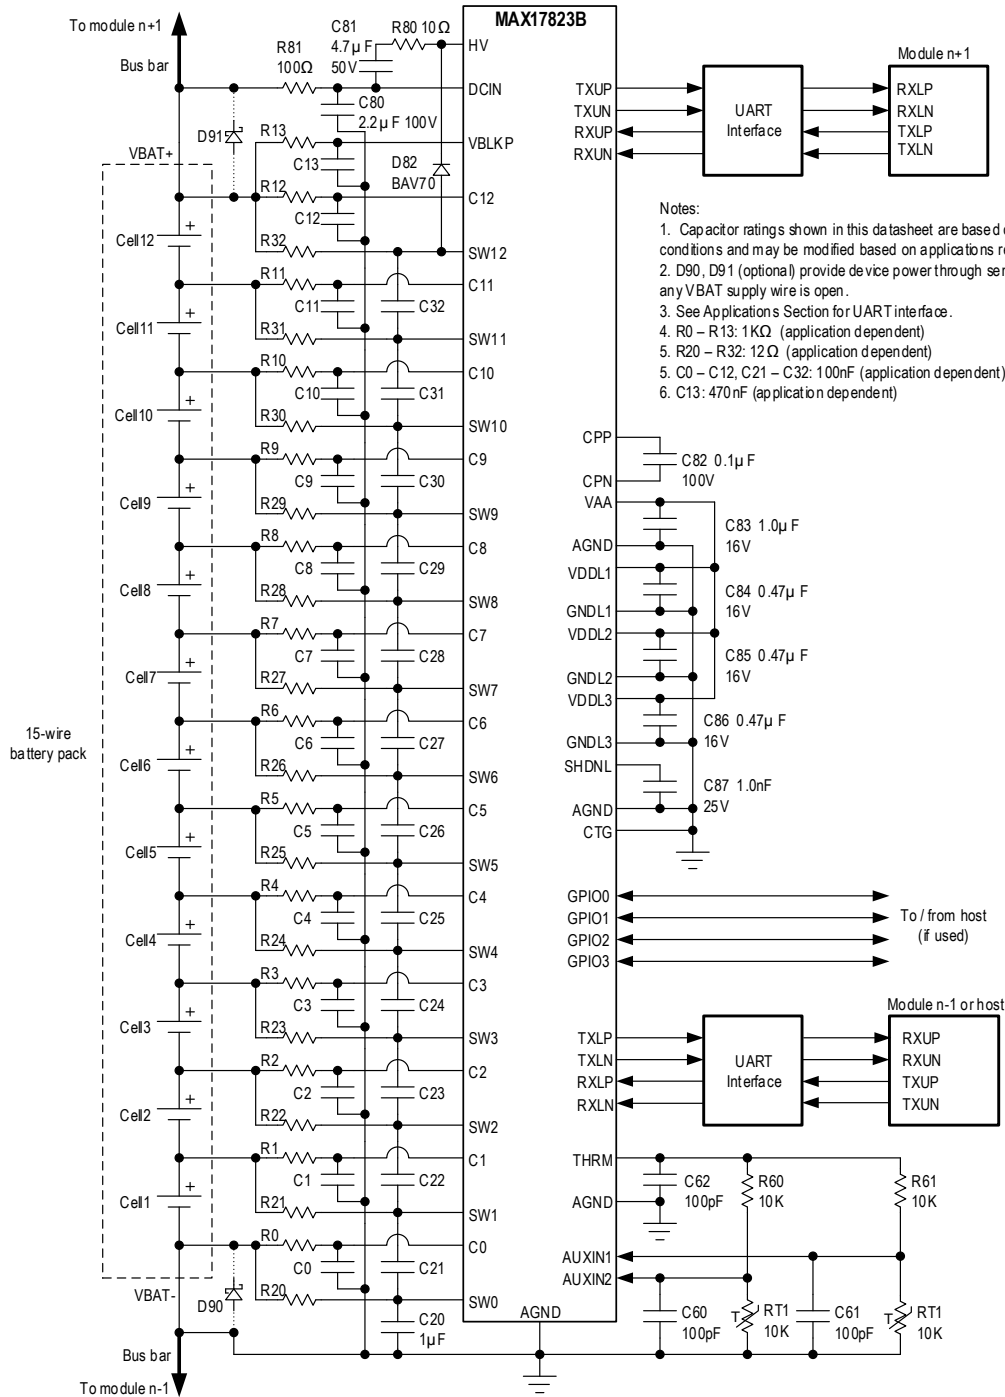 MAX17823B
To module n+1
Bus bar
R81
100Ω
C81
4.7µF
50V
R80 10Ω
HV
DCIN
C80
2.2µF 100V
D91
VBAT+
R13
C13
VBLKP
D82
BAV70
R12
C12
C12
R32
SW12
Cell12
+
R11
C11
C32
C11
R31
SW11
Cell11
+
R10
C10
C31
C10
R30
SW10
Cell10
+
R9
C9
C30
C9
R29
SW9
Cell9
+
R8
C8
C29
C8
R28
SW8
Cell8
+
R7
C7
C28
C7
R27
SW7
Cell7
+
R6
C6
C27
C6
R26
SW6
15-wire
battery pack
Cell6
+
R5
C5
C26
C5
R25
SW5
Cell5
+
R4
C4
C25
C4
R24
SW4
Cell4
+
R3
C3
C24
C3
R23
SW3
Cell3
+
R2
C2
C23
C2
R22
SW2
Cell2
+
R1
C1
C22
C1
R21
SW1
Cell1
+
R0
C0
C21
C0
R20
SW0
VBAT-
D90
C20
1µF
Bus bar
To module n-1
AGND
TXUP
TXUN
RXUP
RXUN
UART
Interface
Module n+1
RXLP
RXLN
TXLP
TXLN
Notes:
1. Capacitor ratings shown in this datasheet are based
conditions and may be modified based on applications
2. D90, D91 (optional) provide device power through
any VBAT supply wire is open.
3. See Applications Section for UART interface.
4. R0 – R13: 1KΩ (application dependent)
5. R20 – R32: 12Ω (application dependent)
5. C0 – C12, C21 – C32: 100nF (application dependent)
6. C13: 470nF (application dependent)
CPP
CPN
C82 0.1µF
100V
VAA
AGND
C83 1.0µF
16V
VDDL1
GNDL1
C84 0.47µF
16V
VDDL2
GNDL2
C85 0.47µF
16V
VDDL3
GNDL3
C86 0.47µF
16V
SHDNL
AGND
C87 1.0nF
25V
CTG
GPIO0
GPIO1
GPIO2
GPIO3
To / from host
(if used)
TXLP
TXLN
RXLP
RXLN
UART
Interface
Module n-1 or host
RXUP
RXUN
TXUP
TXUN
THRM
AGND
C62
100pF
R60
10K
R61
10K
AUXIN1
AUXIN2
C60
100pF
T
RT1
10K
C61
100pF
T
RT1
10K